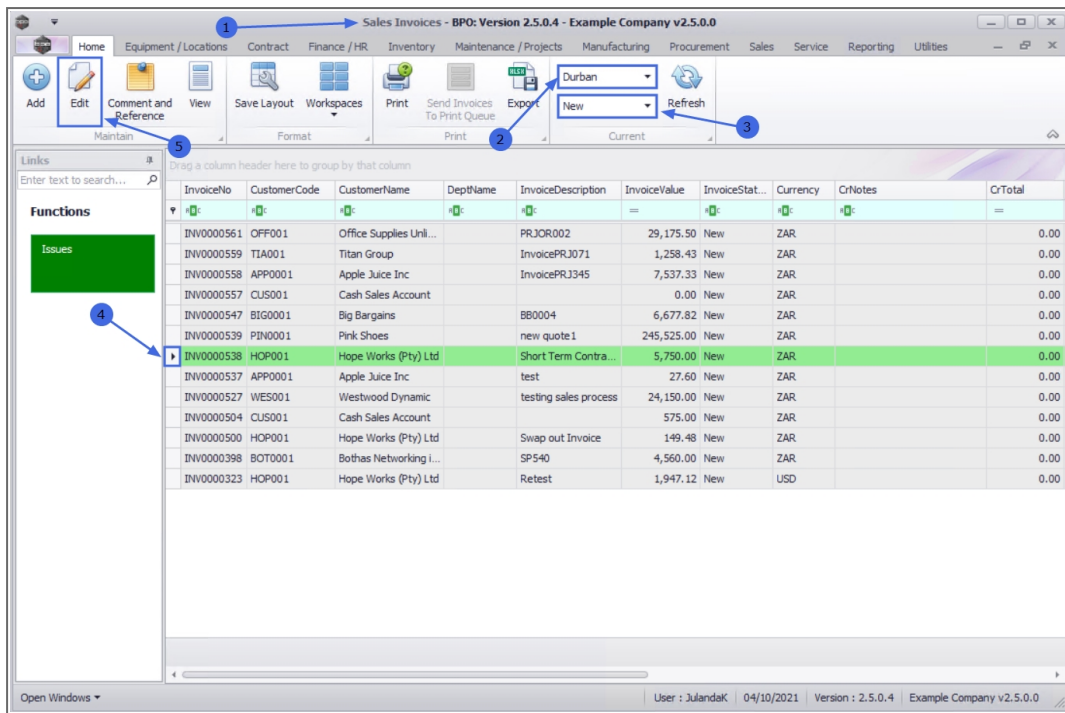 1
Sales Invoices - BPO: Version 2.5.0.4 - Example Company v2.5.0.0
Home Equipment / Locations Contract Finance / HR Inventory Maintenance / Projects Manufacturing Procurement Sales Service Reporting Utilities
Add Edit Comment and Reference View Save Layout Workspaces Print Send Invoices To Print Queue Export Durban New Refresh
2
3
5
Maintain Format Print Current
Links
Enter text to search...
Functions
Issues
4
Drag a column header here to group by that column
InvoiceNo CustomerCode CustomerName DeptName InvoiceDescription InvoiceValue InvoiceStat... Currency CrNotes CrTotal
INV0000561 OFF001 Office Supplies Unli... PRJOR002 29,175.50 New ZAR 0.00
INV0000559 TIA001 Titan Group InvoicePRJ071 1,258.43 New ZAR 0.00
INV0000558 APP0001 Apple Juice Inc InvoicePRJ345 7,537.33 New ZAR 0.00
INV0000557 CUS001 Cash Sales Account 0.00 New ZAR 0.00
INV0000547 BIG0001 Big Bargains BB0004 6,677.82 New ZAR 0.00
INV0000539 PIN0001 Pink Shoes new quote1 245,525.00 New ZAR 0.00
INV0000538 HOP001 Hope Works (Pty) Ltd Short Term Contra... 5,750.00 New ZAR 0.00
INV0000537 APP0001 Apple Juice Inc test 27.60 New ZAR 0.00
INV0000527 WES001 Westwood Dynamic testing sales process 24,150.00 New ZAR 0.00
INV0000504 CUS001 Cash Sales Account 575.00 New ZAR 0.00
INV0000500 HOP001 Hope Works (Pty) Ltd Swap out Invoice 149.48 New ZAR 0.00
INV0000398 BOT0001 Bothas Networking i... SP540 4,560.00 New ZAR 0.00
INV0000323 HOP001 Hope Works (Pty) Ltd Retest 1,947.12 New USD 0.00
Open Windows User : JulandaK 04/10/2021 Version : 2.5.0.4 Example Company v2.5.0.0